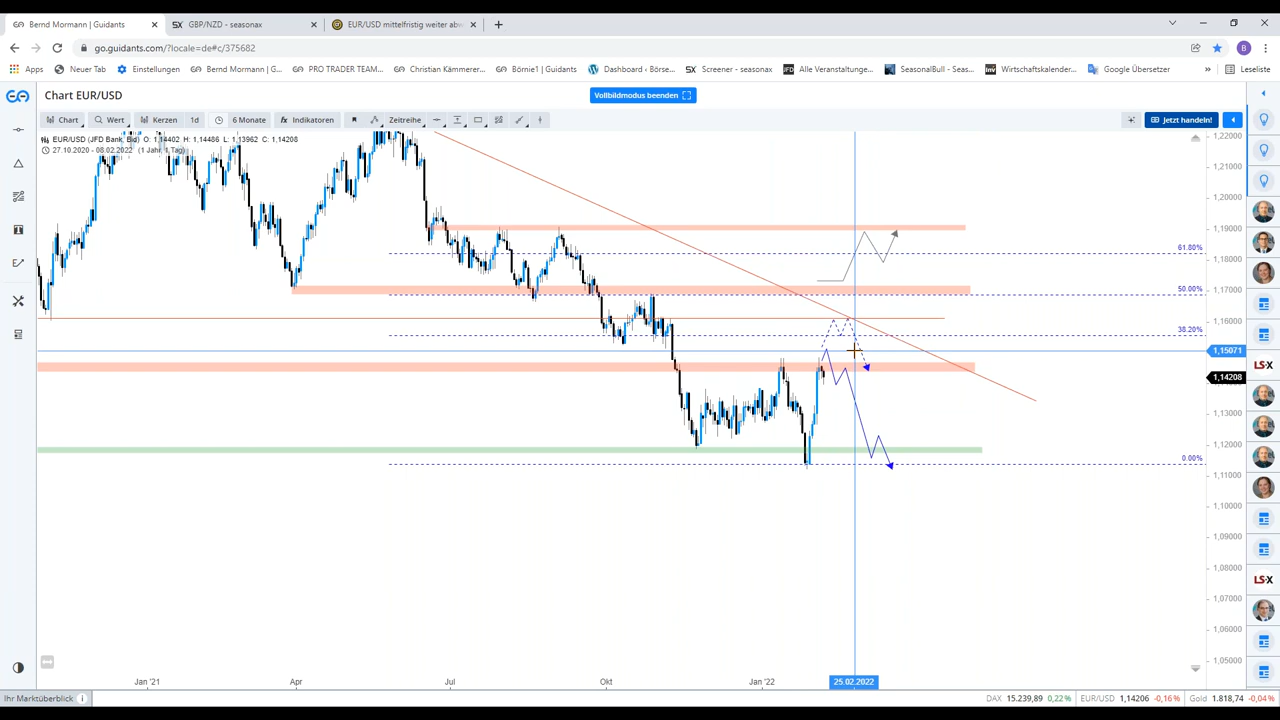 Bernd Mormann | Guidants
GBP/NZD - seasonax
EUR/USD mittelfristig weiter abw
go.guidants.com/?locale=de#c/375682
B
Apps
Neuer Tab
Einstellungen
Bernd Mormann | G...
PRO TRADER TEAM...
Christian Kämmerer...
Börnie1 | Guidants
Dashboard ‹ Börse...
SX Screener - seasonax
JFD Alle Veranstaltunge...
SeasonalBull - Seas...
Inv Wirtschaftskalender...
Google Übersetzer
»
Leseliste
Chart EUR/USD
Vollbildmodus beenden
Chart
Wert
Kerzen
1d
6 Monate
fx Indikatoren
Zeitreihe
Jetzt handeln!
EUR/USD (JFD Bank, Bid) O: 1,14402 H: 1,14486 L: 1,13962 C: 1,14208
27.10.2020 - 08.02.2022 (1 Jahr, 1 Tag)
1,22000
1,21000
1,20000
1,19000
61.80%
1,18000
50.00%
1,17000
1,16000
38.20%
1,15071
LS-X
1,14208
1,13000
1,12000
0.00%
1,11000
1,10000
1,09000
1,08000
1,07000
LS-X
1,06000
1,05000
Jan '21
Apr
Jul
Okt
Jan '22
25.02.2022
Ihr Marktüberblick
DAX 15.239,89 0,22%
EUR/USD 1,14206 -0,16%
Gold 1.818,74 -0,04%